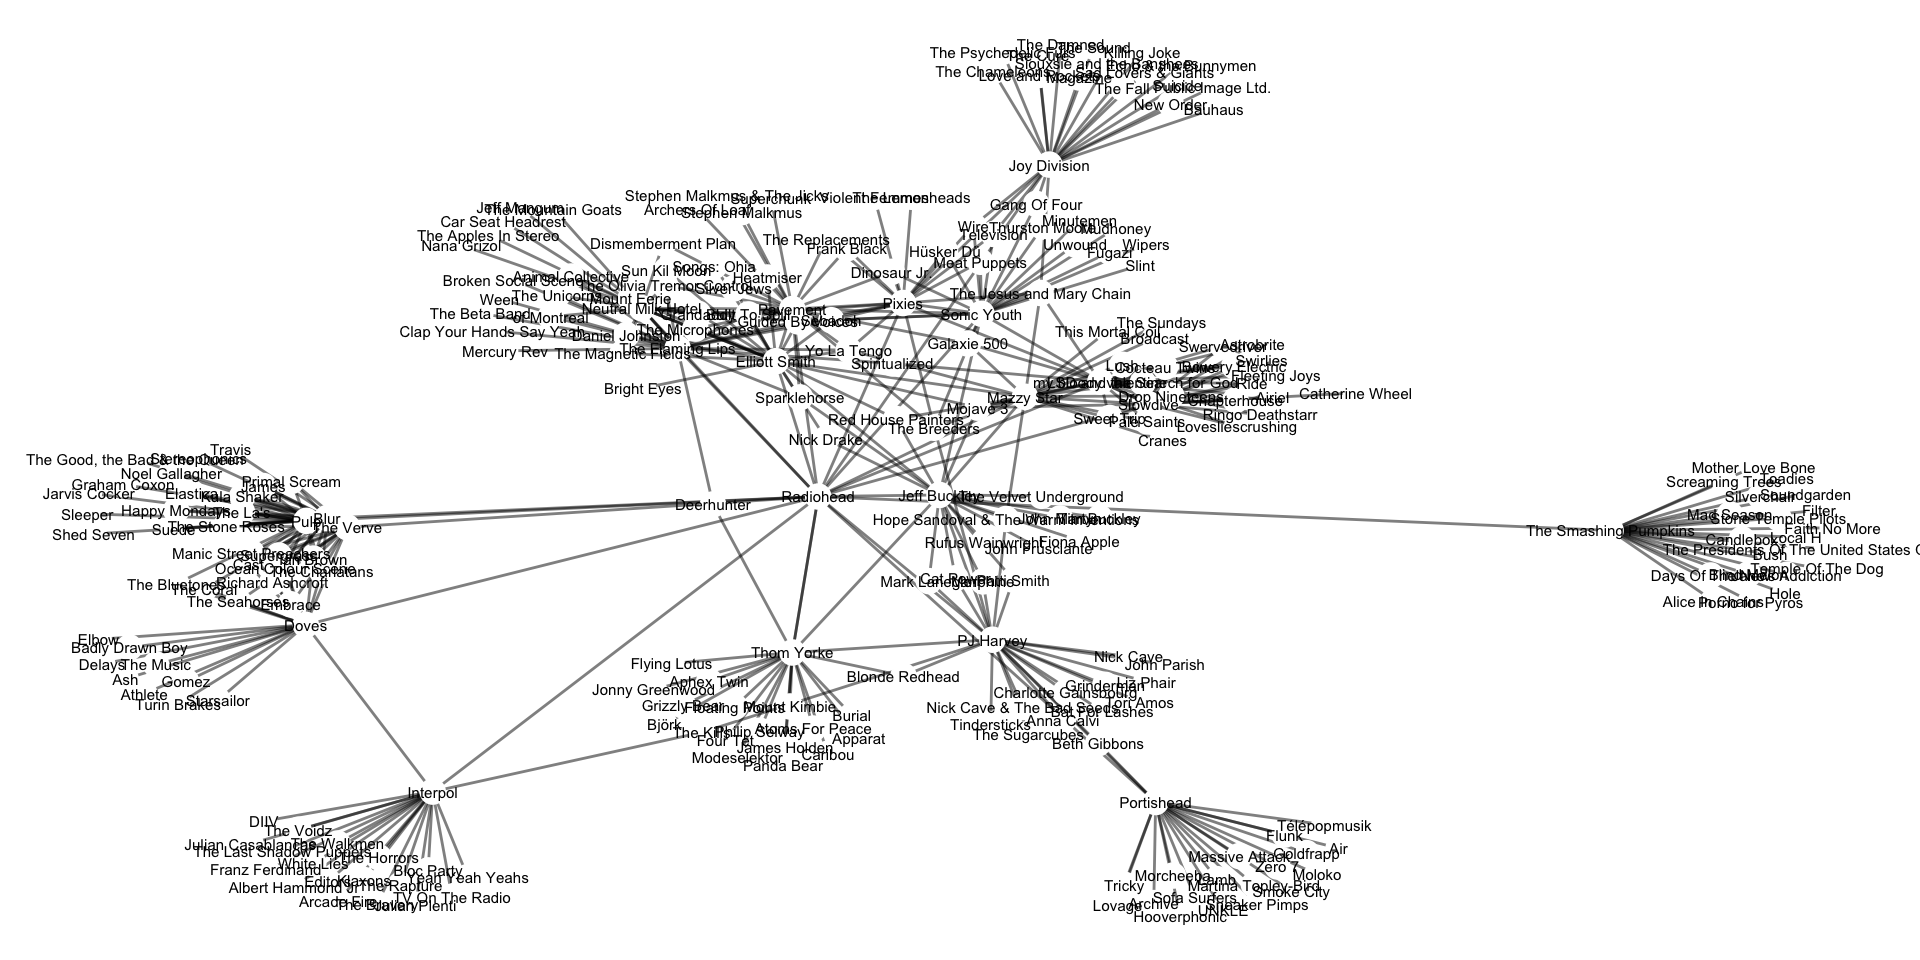 The Damned
The Sound
The Psychedelic Furs
The Cure
Killing Joke
Siouxsie and the Banshees
Echo & the Bunnymen
The Chameleons
Love and Rockets
Magazine
Sad Lovers & Giants
The Fall
Suicide
Public Image Ltd.
New Order
Bauhaus
Joy Division
Stephen Malkmus & The Jicks
Superchunk
Violent Femmes
The Lemonheads
Jeff Mangum
The Mountain Goats
Archers Of Loaf
Stephen Malkmus
Gang Of Four
Car Seat Headrest
Minutemen
Wire
Thurston Moore
Mudhoney
The Apples In Stereo
Television
Nana Grizol
Dismemberment Plan
The Replacements
Frank Black
Hüsker Dü
Unwound
Wipers
Fugazi
Meat Puppets
Slint
Songs: Ohia
Sun Kil Moon
Dinosaur Jr.
Animal Collective
Broken Social Scene
Heatmiser
The Olivia Tremor Control
Silver Jews
The Unicorns
Mount Eerie
Ween
The Jesus and Mary Chain
Pixies
Neutral Milk Hotel
Pavement
The Beta Band
of Montreal
Grandaddy
Built To Spill
Guided By Voices
Sebadoh
Sonic Youth
Clap Your Hands Say Yeah
Daniel Johnston
The Microphones
The Sundays
This Mortal Coil
Broadcast
Mercury Rev
The Magnetic Fields
The Flaming Lips
Elliott Smith
Yo La Tengo
Spiritualized
Galaxie 500
Swervedriver
Astrobrite
Swirlies
Lush
Cocteau Twins
Bowery Electric
Fleeting Joys
my bloody valentine
Ride
Bright Eyes
Sparklehorse
Mazzy Star
Drop Nineteens
Airiel
Catherine Wheel
Chapterhouse
Slowdive
Mojave 3
Ringo Deathstarr
Red House Painters
Sweet Trip
Pale Saints
Lovesliescrushing
The Breeders
Nick Drake
Cranes
Travis
The Good, the Bad & the Queen
Stereophonics
Noel Gallagher
Primal Scream
Graham Coxon
James
Jarvis Cocker
Elastica
Kula Shaker
Sleeper
Happy Mondays
The La's
Pulp
Blur
The Verve
Shed Seven
Suede
The Stone Roses
Manic Street Preachers
Supergrass
Ian Brown
Cast
Ocean Colour Scene
The Charlatans
The Bluetones
The Coral
Richard Ashcroft
The Seahorses
Embrace
Doves
Deerhunter
Radiohead
Jeff Buckley
The Velvet Underground
Hope Sandoval & The Warm Inventions
Tim Buckley
Rufus Wainwright
Fiona Apple
John Frusciante
Mark Lanegan
Cat Power
Morphine
Patti Smith
Mother Love Bone
Screaming Trees
Toadies
Silverchair
Soundgarden
Filter
Mad Season
Stone Temple Pilots
The Smashing Pumpkins
Faith No More
Candlebox
Local H
Bush
The Presidents Of The United States O
Temple Of The Dog
Days Of The New
Blind Melon
Jane's Addiction
Hole
Alice In Chains
Porno for Pyros
Elbow
Badly Drawn Boy
Delays
The Music
Ash
Gomez
Athlete
Turin Brakes
Starsailor
Thom Yorke
PJ Harvey
Flying Lotus
Aphex Twin
Jonny Greenwood
Blonde Redhead
Nick Cave
John Parish
Grinderman
Liz Phair
Charlotte Gainsbourg
Tori Amos
Grizzly Bear
Floating Points
Mount Kimbie
Nick Cave & The Bad Seeds
Bat For Lashes
Burial
Björk
The Kills
Philip Selway
Atoms For Peace
Tindersticks
Anna Calvi
The Sugarcubes
Four Tet
Apparat
James Holden
Beth Gibbons
Modeselektor
Caribou
Panda Bear
Interpol
Portishead
DIIV
The Voidz
Julian Casablancas
The Walkmen
The Last Shadow Puppets
White Lies
The Horrors
Franz Ferdinand
Bloc Party
Editors
Klaxons
Yeah Yeah Yeahs
Albert Hammond Jr
The Rapture
Arcade Fire
The Bravery
Julian Plenti
TV On The Radio
Télépopmusik
Flunk
Air
Massive Attack
Goldfrapp
Zero 7
Morcheeba
Lamb
Moloko
Tricky
Martina Topley-Bird
Smoke City
Sofa Surfers
Lovage
Archive
Sneaker Pimps
UNKLE
Hooverphonic